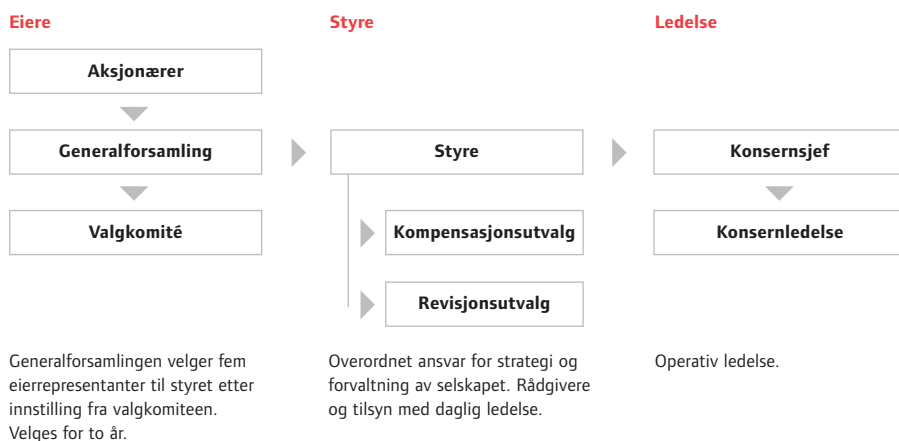 Eiere
Styre
Ledelse
Aksjonærer
Generalforsamling
Styre
Konsernsjef
Valgkomité
Kompensasjonsutvalg
Konsernledelse
Revisjonsutvalg
Generalforsamlingen velger fem
eierrepresentanter til styret etter
innstilling fra valgkomiteen.
Velges for to år.
Overordnet ansvar for strategi og
forvaltning av selskapet. Rådgivere
og tilsyn med daglig ledelse.
Operativ ledelse.